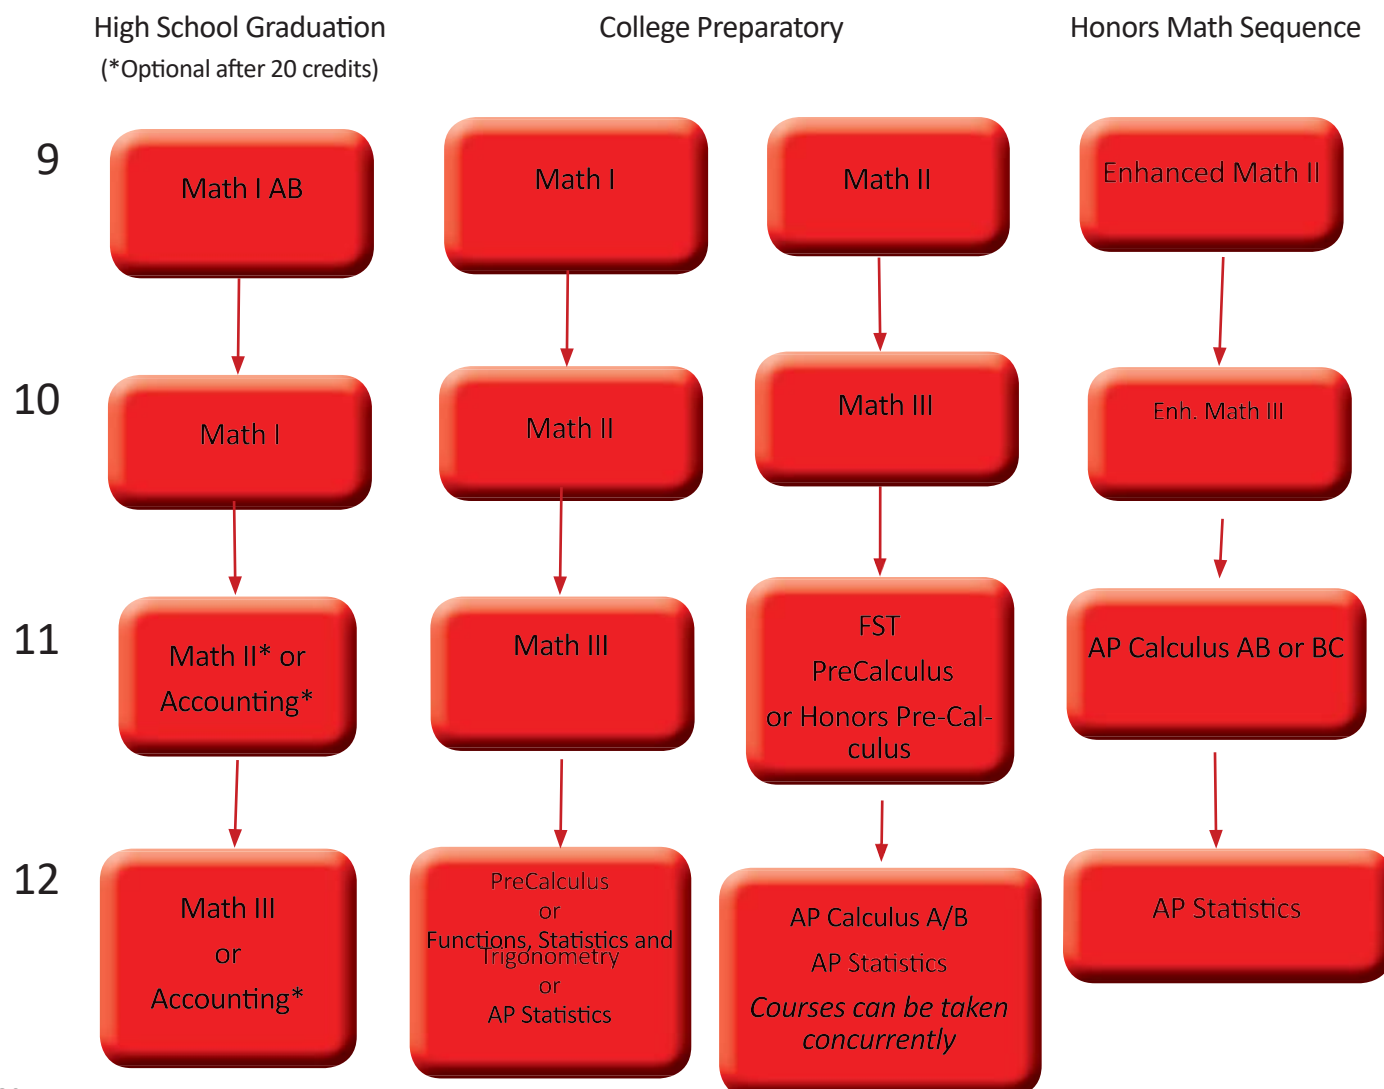 High School Graduation
(*Optional after 20 credits)
College Preparatory
Honors Math Sequence
9
Math I AB
Math I
Math II
Enhanced Math II
10
Math I
Math II
Math III
Enh. Math III
11
Math II* or
Accounting*
Math III
FST
PreCalculus
or Honors Pre-Cal-
culus
AP Calculus AB or BC
12
Math III
or
Accounting*
PreCalculus
or
Functions, Statistics and
Trigonometry
or
AP Statistics
AP Calculus A/B
AP Statistics
Courses can be taken
concurrently
AP Statistics